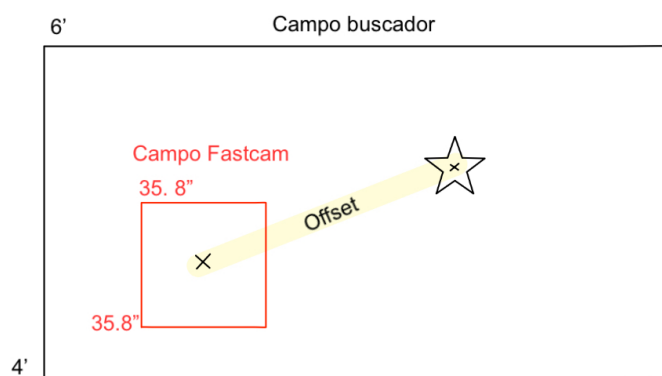 6’
Campo buscador
Campo Fastcam
35. 8”
Offset
35.8”
4’